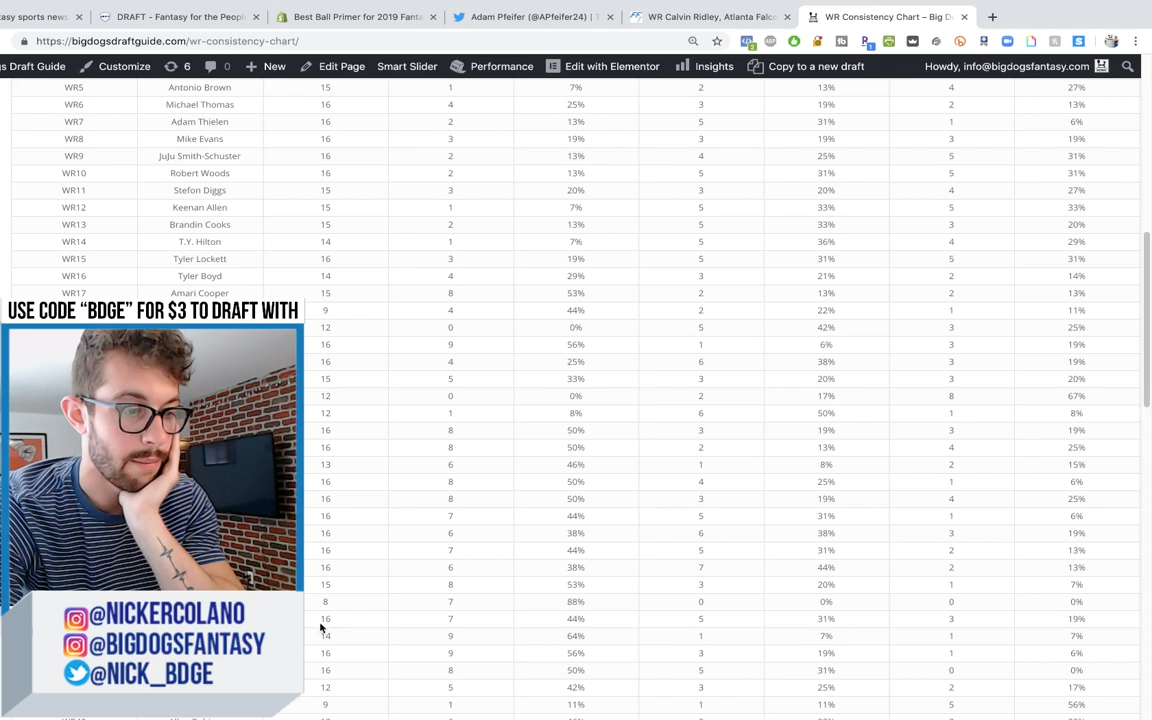 asy sports news
DRAFT - Fantasy for the Peopl
Best Ball Primer for 2019 Fanta
Adam Pfeifer (@APfeifer24) | T
WR Calvin Ridley, Atlanta Falco
WR Consistency Chart – Big D
https://bigdogsdraftguide.com/wr-consistency-chart/
gs Draft Guide Customize 6 0 New Edit Page Smart Slider Performance Edit with Elementor Insights Copy to a new draft Howdy, info@bigdogsfantasy.com
WR5 Antonio Brown 15 1 7% 2 13% 4 27%
WR6 Michael Thomas 16 4 25% 3 19% 2 13%
WR7 Adam Thielen 16 2 13% 5 31% 1 6%
WR8 Mike Evans 16 3 19% 3 19% 3 19%
WR9 JuJu Smith-Schuster 16 2 13% 4 25% 5 31%
WR10 Robert Woods 16 2 13% 5 31% 5 31%
WR11 Stefon Diggs 15 3 20% 3 20% 4 27%
WR12 Keenan Allen 15 1 7% 5 33% 5 33%
WR13 Brandin Cooks 15 2 13% 5 33% 3 20%
WR14 T.Y. Hilton 14 1 7% 5 36% 4 29%
WR15 Tyler Lockett 16 3 19% 5 31% 5 31%
WR16 Tyler Boyd 14 4 29% 3 21% 2 14%
WR17 Amari Cooper 15 8 53% 2 13% 2 13%
9 4 44% 2 22% 1 11%
12 0 0% 5 42% 3 25%
16 9 56% 1 6% 3 19%
16 4 25% 6 38% 3 19%
15 5 33% 3 20% 3 20%
12 0 0% 2 17% 8 67%
12 1 8% 6 50% 1 8%
16 8 50% 3 19% 3 19%
16 8 50% 2 13% 4 25%
13 6 46% 1 8% 2 15%
16 8 50% 4 25% 1 6%
16 8 50% 3 19% 4 25%
16 7 44% 5 31% 1 6%
16 6 38% 6 38% 3 19%
16 7 44% 5 31% 2 13%
16 6 38% 7 44% 2 13%
15 8 53% 3 20% 1 7%
8 7 88% 0 0% 0 0%
16 7 44% 5 31% 3 19%
14 9 64% 1 7% 1 7%
16 9 56% 3 19% 1 6%
16 8 50% 5 31% 0 0%
12 5 42% 3 25% 2 17%
9 1 11% 1 11% 5 56%
USE CODE “BDGE” FOR $3 TO DRAFT WITH
@NICKERCOLANO
@BIGDOGSFANTASY
@NICK_BDGE